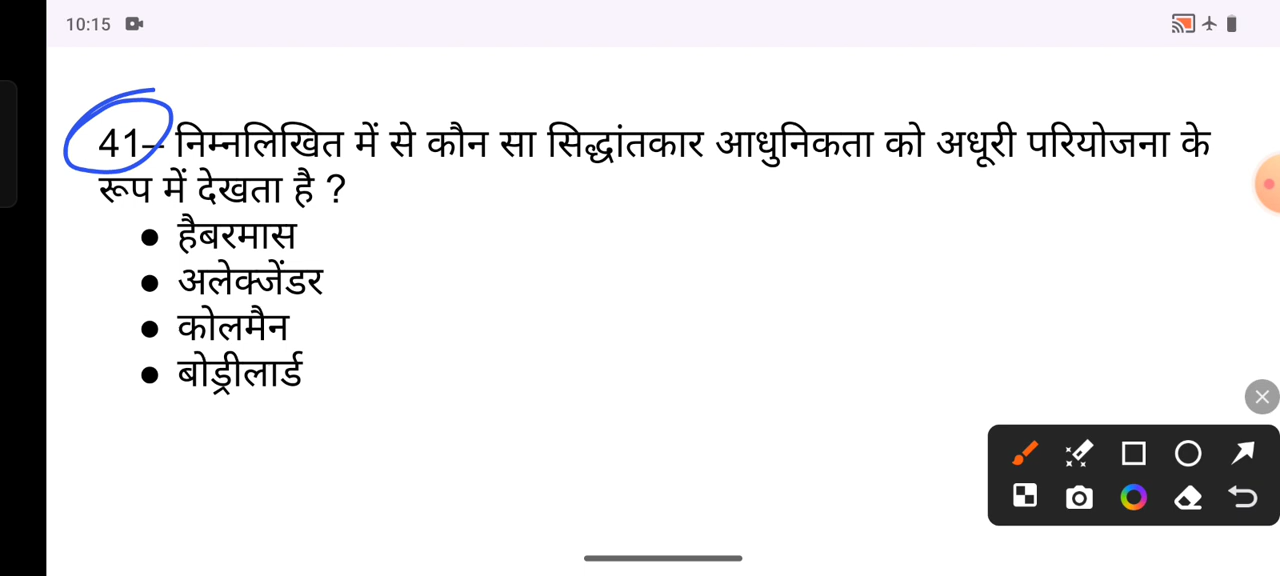 10:15
41– निम्नलिखित में से कौन सा सिद्धांतकार आधुनिकता को अधूरी परियोजना के
रूप में देखता है ?
● हैबरमास
● अलेक्जेंडर
● कोलमैन
● बोड्रीलार्ड